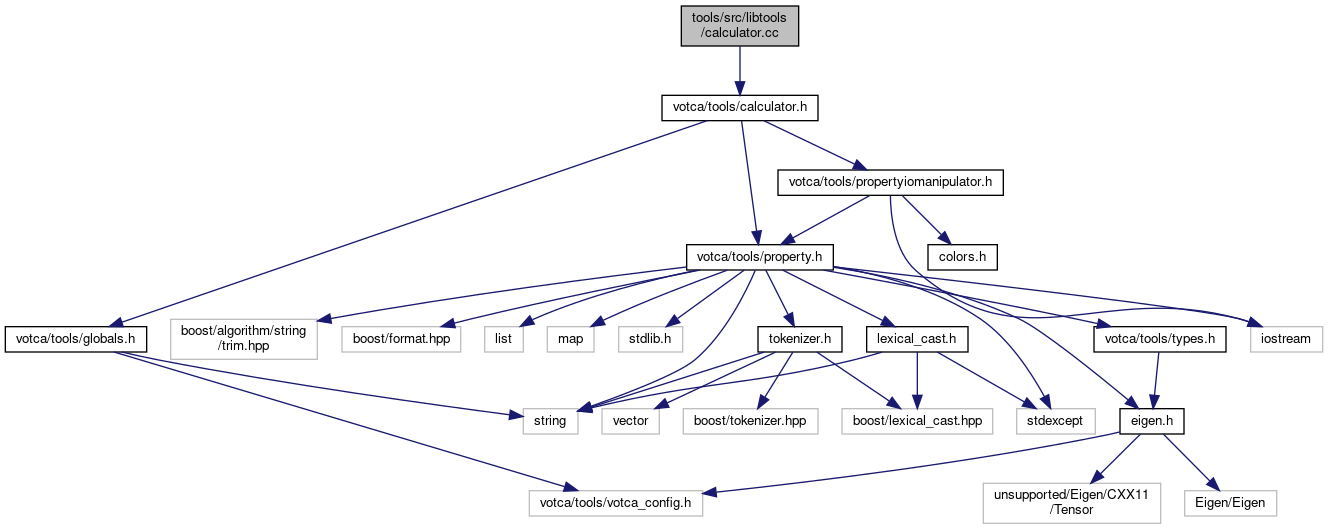 tools/src/libtools
/calculator.cc
votca/tools/calculator.h
votca/tools/propertyiomanipulator.h
votca/tools/property.h
colors.h
votca/tools/globals.h
boost/algorithm/string
/trim.hpp
boost/format.hpp
list
map
stdlib.h
tokenizer.h
lexical_cast.h
votca/tools/types.h
iostream
string
vector
boost/tokenizer.hpp
boost/lexical_cast.hpp
stdexcept
eigen.h
votca/tools/votca_config.h
unsupported/Eigen/CXX11
/Tensor
Eigen/Eigen